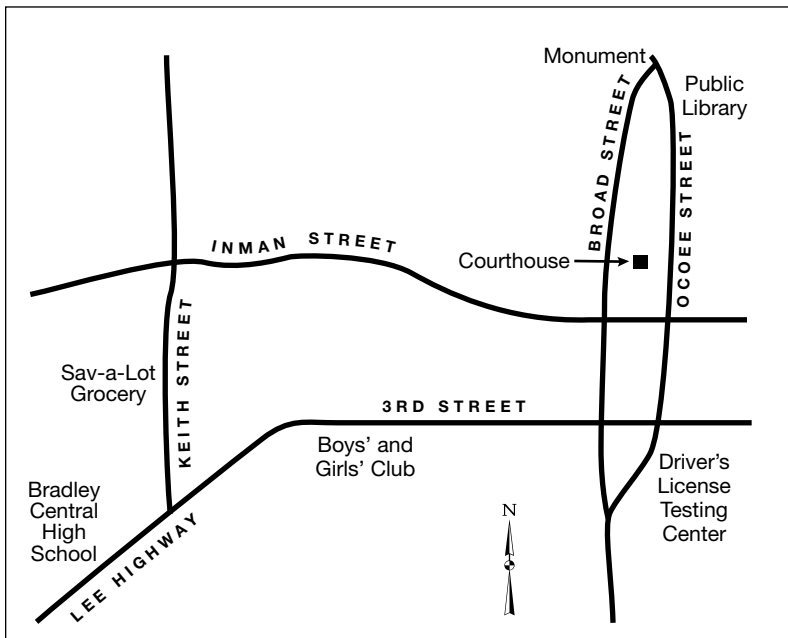 Monument
Public
Library
BROAD STREET
OCOEE STREET
INMAN STREET
Courthouse
KEITH STREET
Sav-a-Lot
Grocery
3RD STREET
Boys' and
Girls' Club
Bradley
Central
High
School
LEE HIGHWAY
Driver's
License
Testing
Center
N